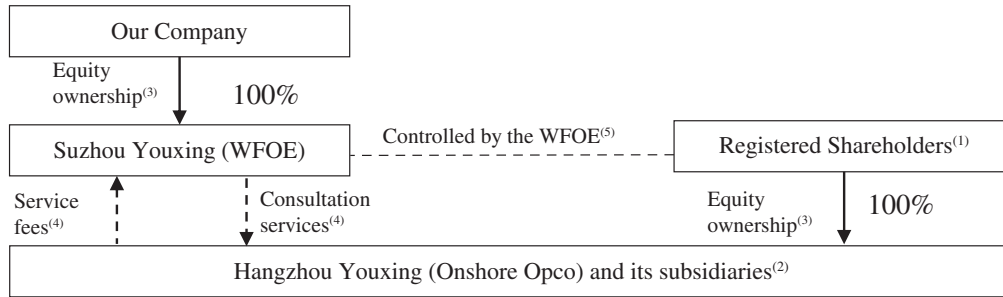 Our Company
Equity
ownership(3)
100%
Suzhou Youxing (WFOE)
Controlled by the WFOE(5)
Registered Shareholders(1)
Service
fees(4)
Consultation
services(4)
Equity
ownership(3)
100%
Hangzhou Youxing (Onshore Opco) and its subsidiaries(2)